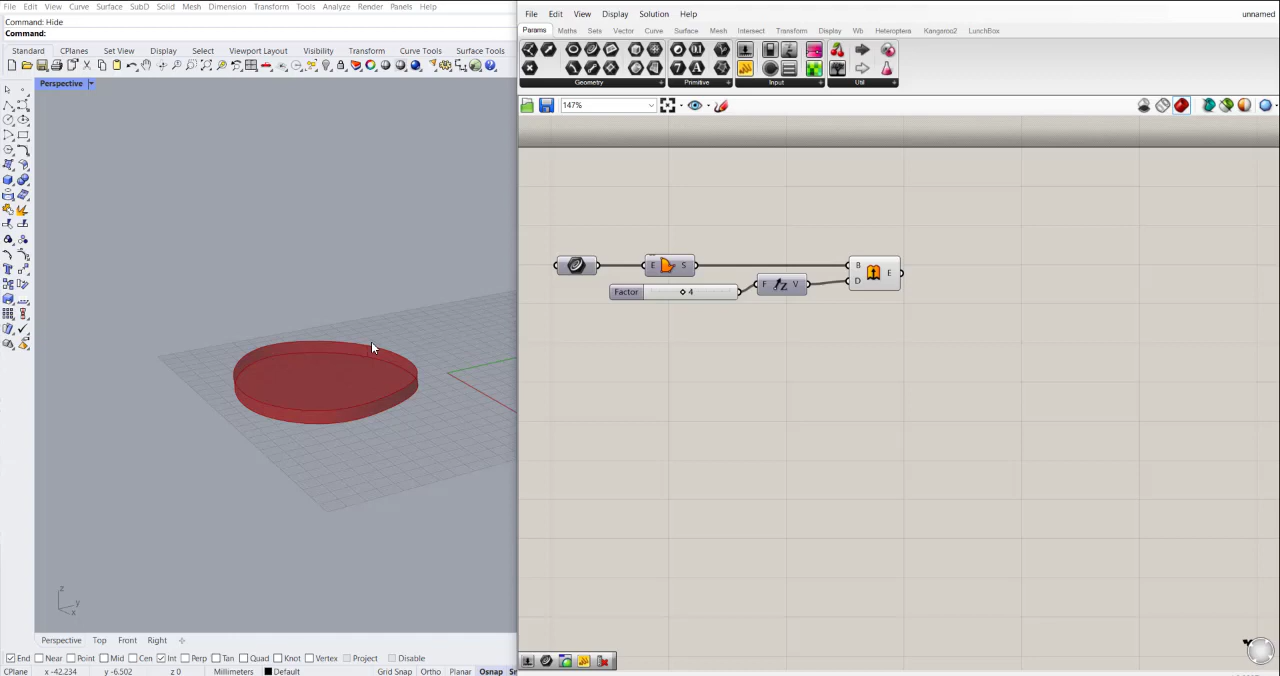 File Edit View Curve Surface SubD Solid Mesh Dimension Transform Tools Analyze Render Panels Help
Command: Hide
Command:
Standard CPlanes Set View Display Select Viewport Layout Visibility Transform Curve Tools Surface Tools
Perspective
z
y
x
Perspective Top Front Right
End Near Point Mid Cen Int Perp Tan Quad Knot Vertex Project Disable
CPlane x -42.234 y -6.502 z 0 Millimeters Default Grid Snap Ortho Planar Osnap
File Edit View Display Solution Help unnamed
Params Maths Sets Vector Curve Surface Mesh Intersect Transform Display Wb Heteroptera Kangaroo2 LunchBox
Geometry + Primitive + Input + Util +
147%
E S
Factor 4
F Z V
B
D
E